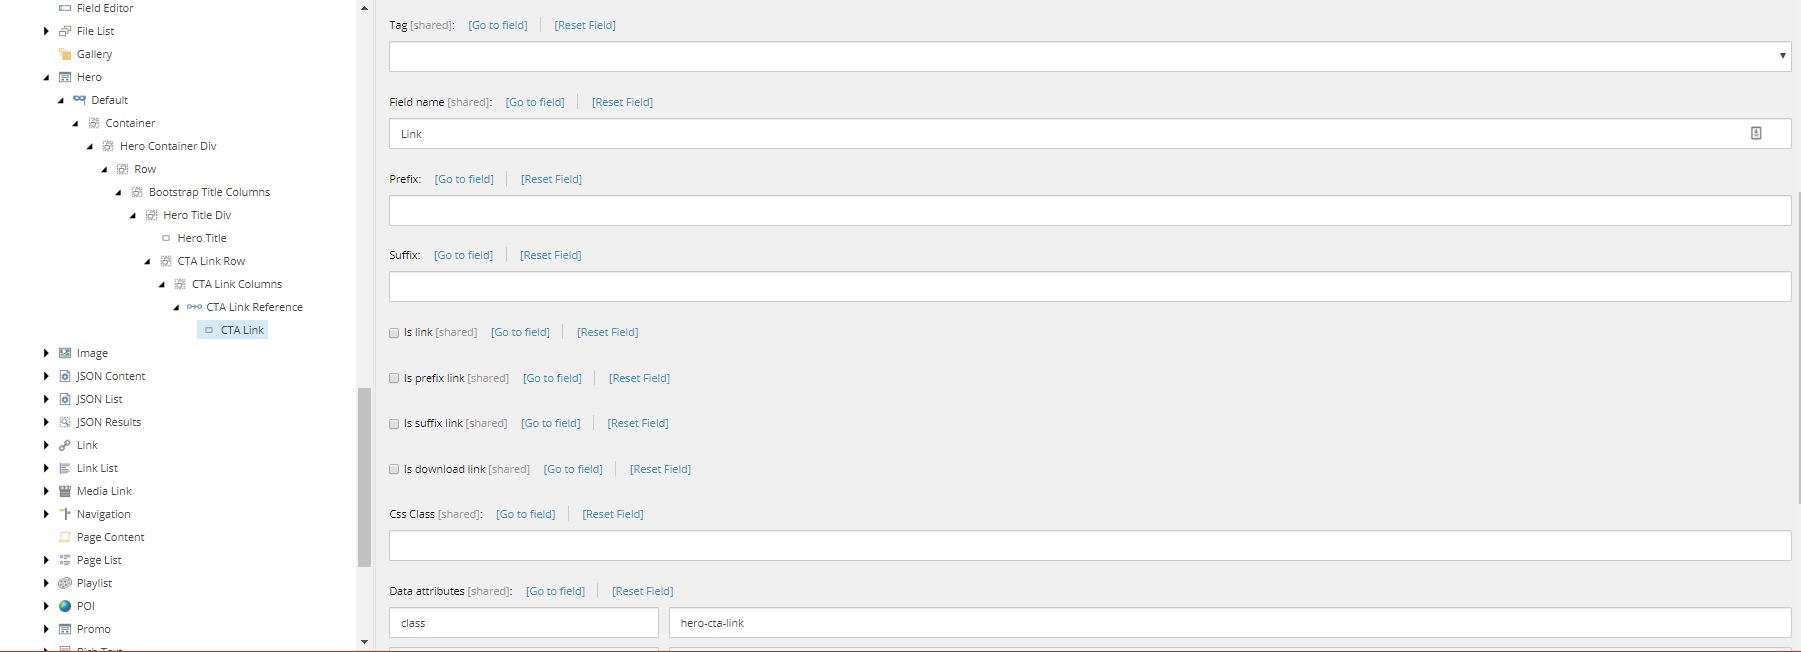 Field Editor
File List
Gallery
Hero
Default
Container
Hero Container Div
Row
Bootstrap Title Columns
Hero Title Div
Hero Title
CTA Link Row
CTA Link Columns
CTA Link Reference
CTA Link
Image
JSON Content
JSON List
JSON Results
Link
Link List
Media Link
Navigation
Page Content
Page List
Playlist
POI
Promo
Tag [shared]: [Go to field] [Reset Field]
Field name [shared]: [Go to field] [Reset Field]
Link
Prefix: [Go to field] [Reset Field]
Suffix: [Go to field] [Reset Field]
Is link [shared] [Go to field] [Reset Field]
Is prefix link [shared] [Go to field] [Reset Field]
Is suffix link [shared] [Go to field] [Reset Field]
Is download link [shared] [Go to field] [Reset Field]
Css Class [shared]: [Go to field] [Reset Field]
Data attributes [shared]: [Go to field] [Reset Field]
class hero-cta-link